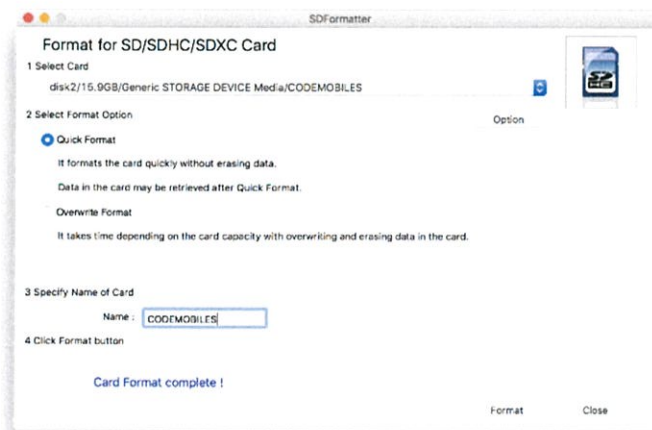 SDFormatter
Format for SD/SDHC/SDXC Card
1 Select Card
disk2/15.9GB/Generic STORAGE DEVICE Media/CODEMOBILES
2 Select Format Option
Option
Quick Format
It formats the card quickly without erasing data.
Data in the card may be retrieved after Quick Format.
Overwrite Format
It takes time depending on the card capacity with overwriting and erasing data in the card.
3 Specify Name of Card
Name : CODEMOBILES
4 Click Format button
Card Format complete !
Format Close